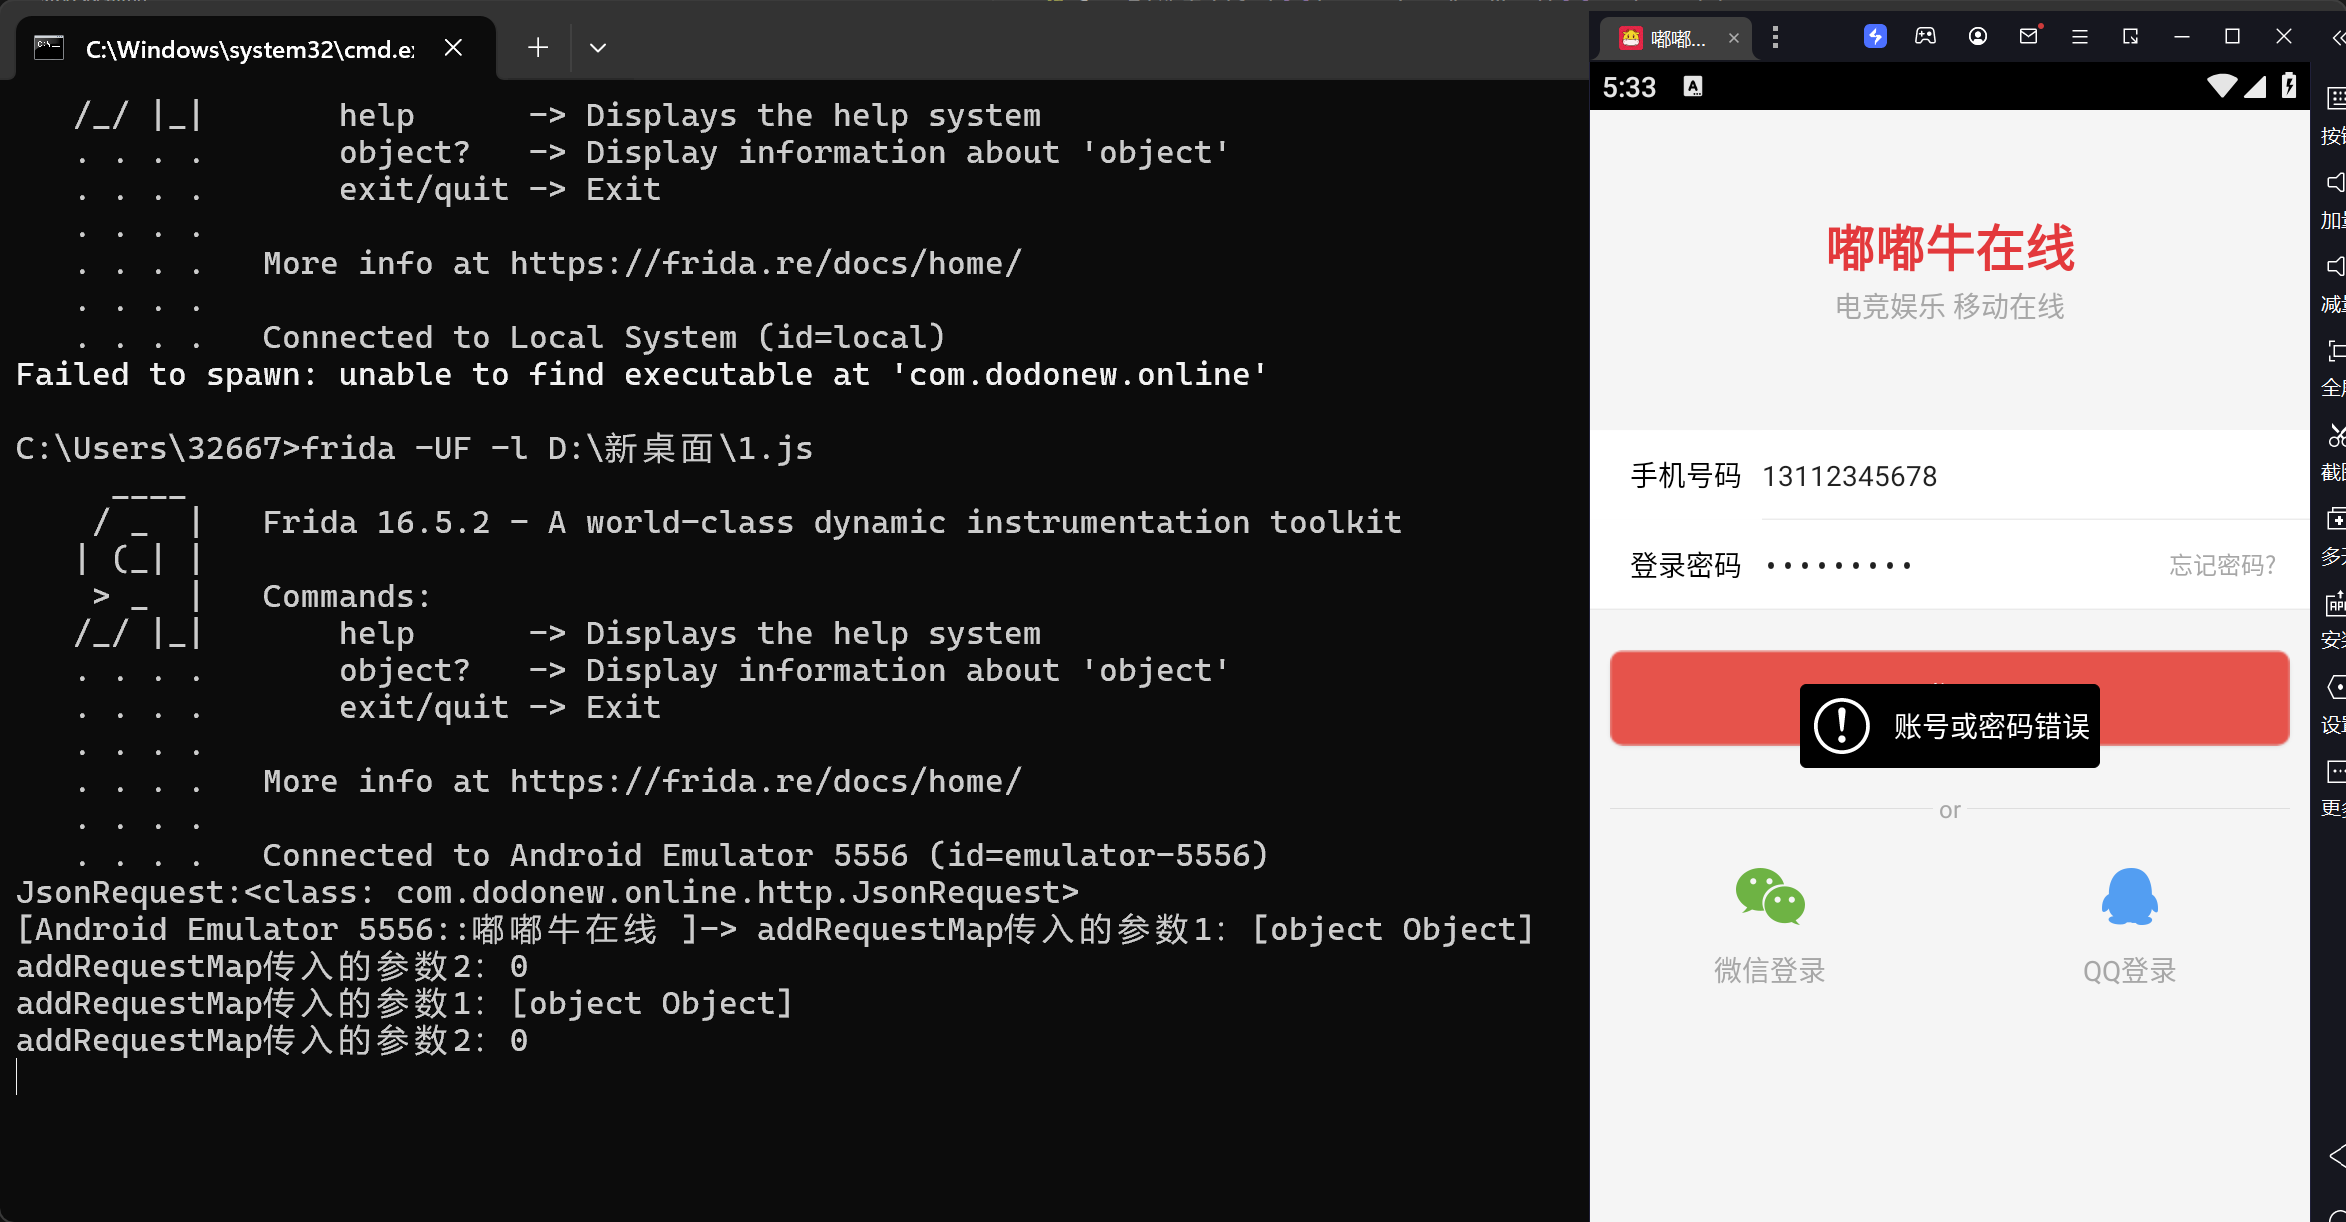 C:\Windows\system32\cmd.ex
/_/ |_|       help      -> Displays the help system
. . . .       object?   -> Display information about 'object'
. . . .       exit/quit -> Exit
. . . .
. . . .   More info at https://frida.re/docs/home/
. . . .
. . . .   Connected to Local System (id=local)
Failed to spawn: unable to find executable at 'com.dodonew.online'
C:\Users\32667>frida -UF -l D:\新桌面\1.js
____
/ _  |   Frida 16.5.2 - A world-class dynamic instrumentation toolkit
| (_| |
> _  |   Commands:
/_/ |_|       help      -> Displays the help system
. . . .       object?   -> Display information about 'object'
. . . .       exit/quit -> Exit
. . . .
. . . .   More info at https://frida.re/docs/home/
. . . .
. . . .   Connected to Android Emulator 5556 (id=emulator-5556)
JsonRequest:<class: com.dodonew.online.http.JsonRequest>
[Android Emulator 5556::嘟嘟牛在线 ]-> addRequestMap传入的参数1: [object Object]
addRequestMap传入的参数2: 0
addRequestMap传入的参数1: [object Object]
addRequestMap传入的参数2: 0
嘟嘟...
5:33
嘟嘟牛在线
电竞娱乐 移动在线
手机号码 13112345678
登录密码 •••••••••
忘记密码?
账号或密码错误
or
微信登录
QQ登录
加
减
全
截
多
安
设
更